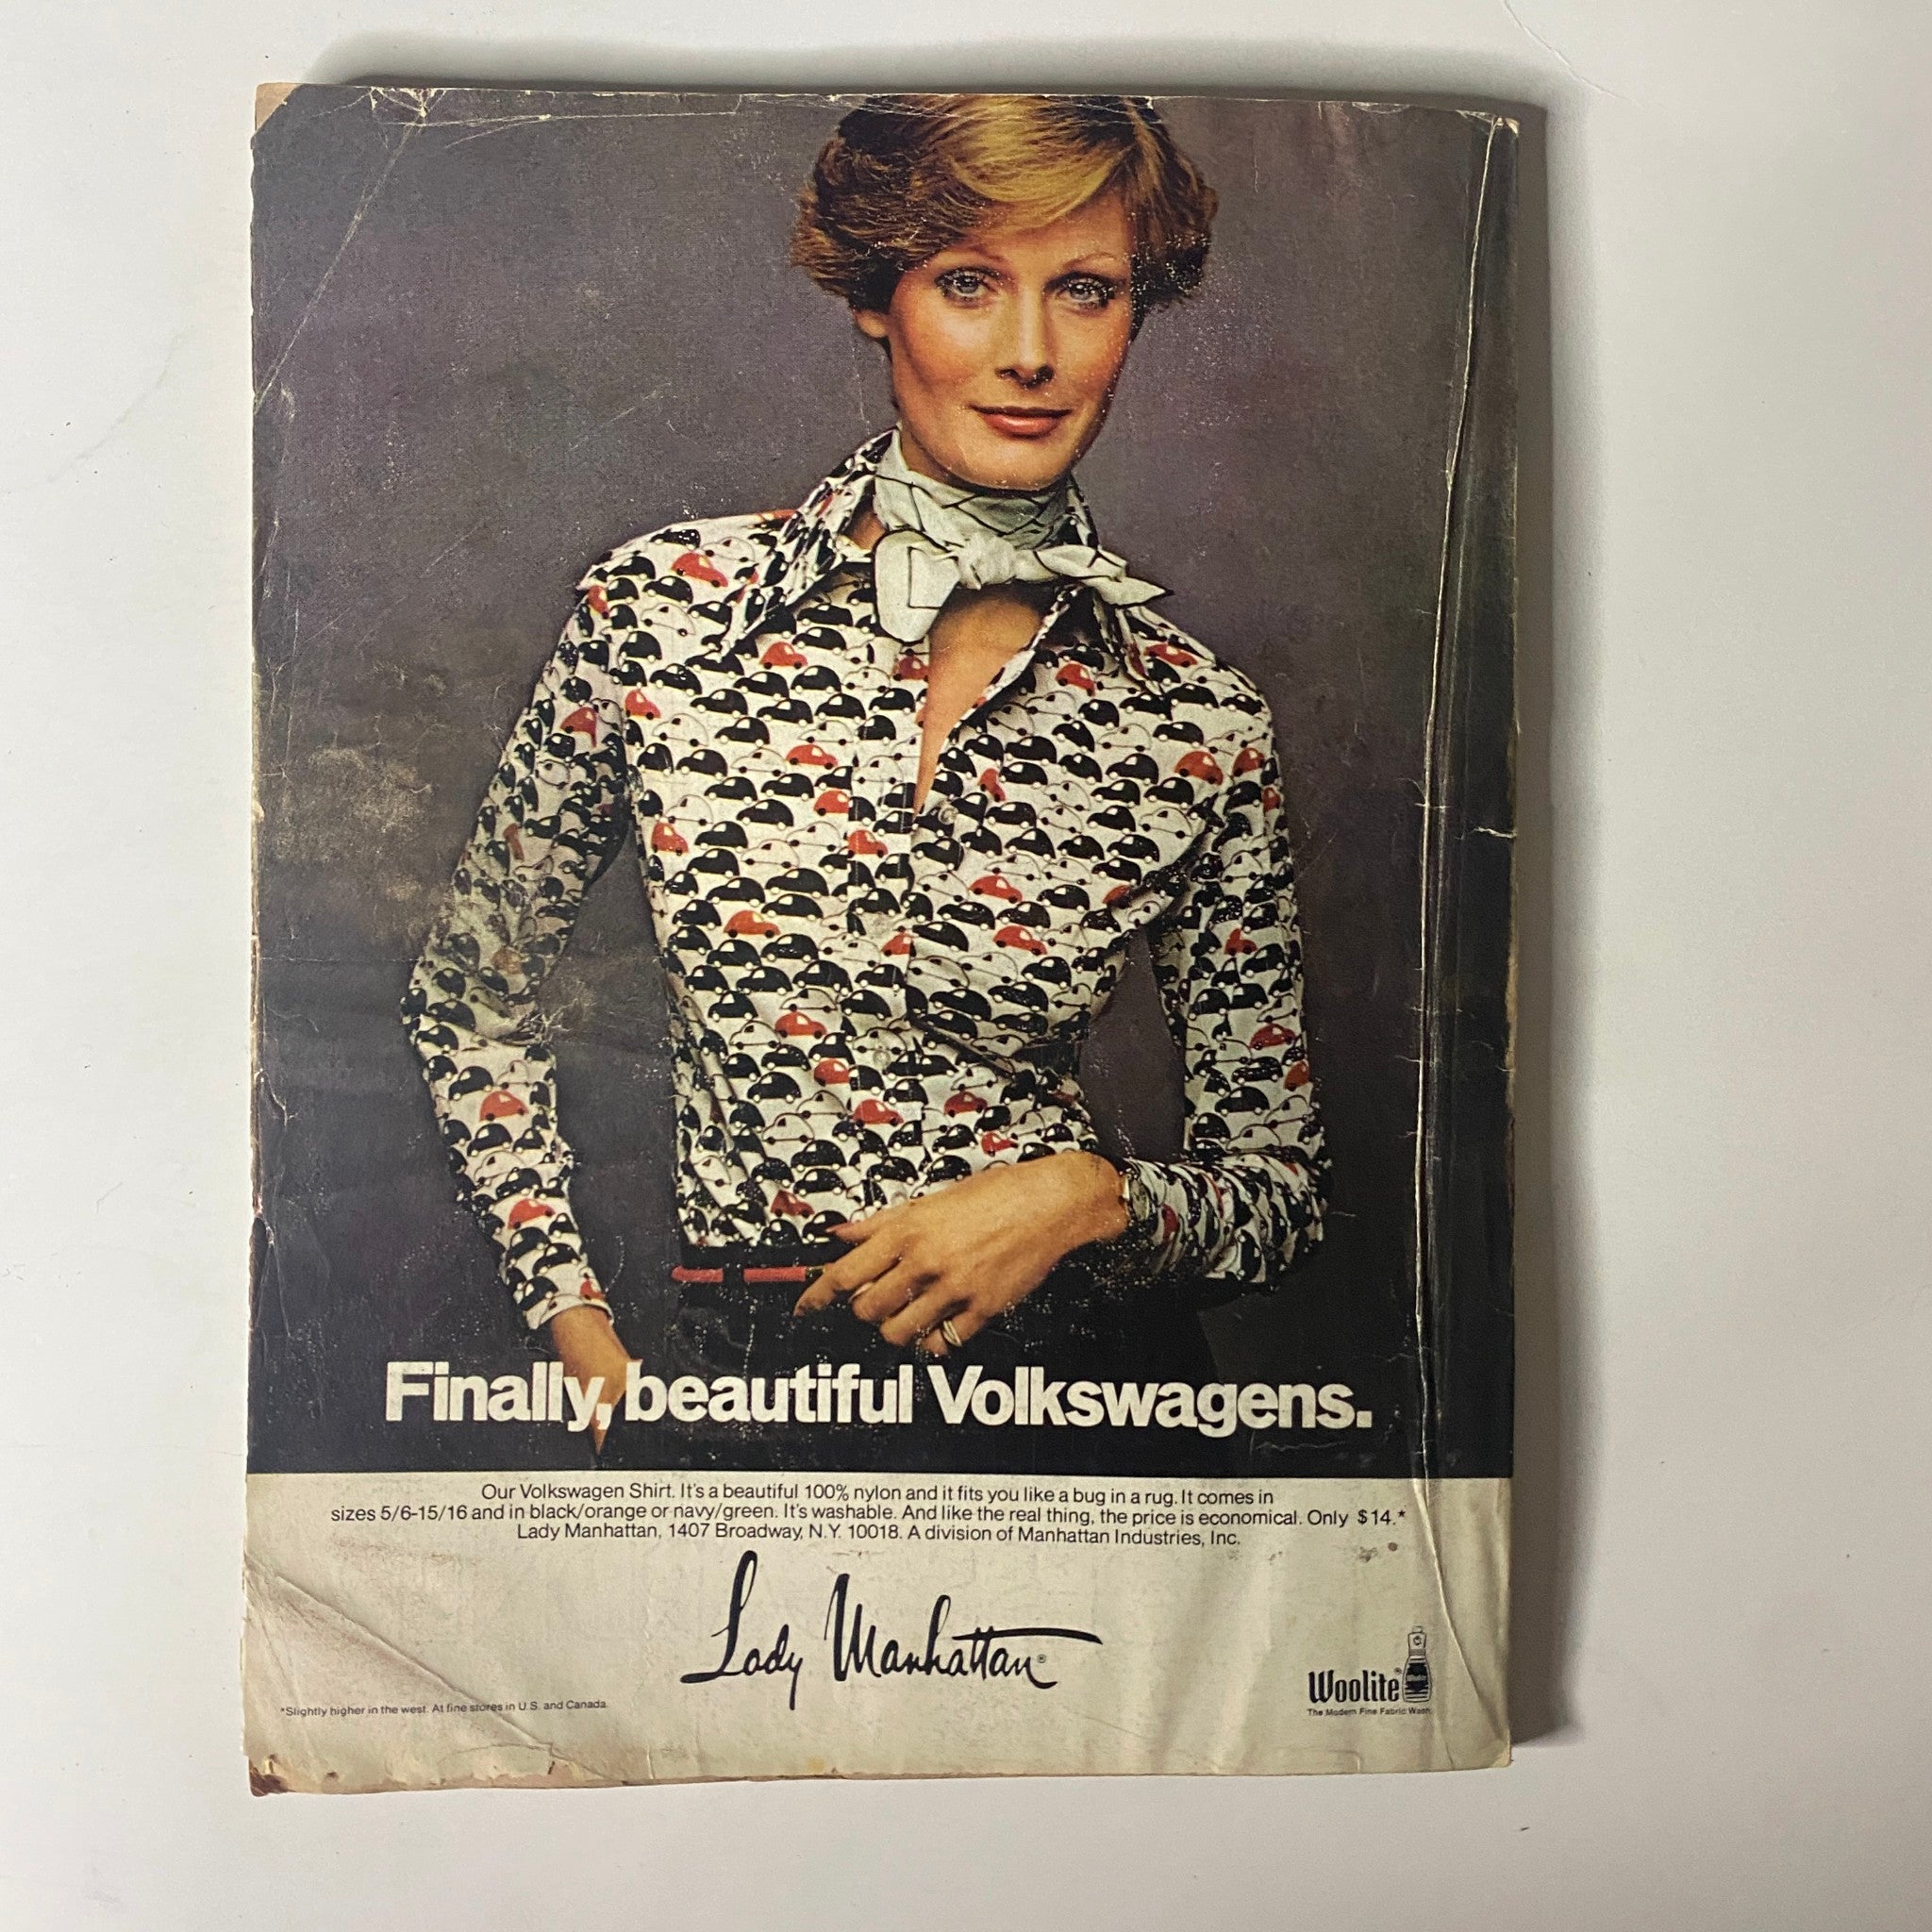 Finally, beautiful Volkswagens.
Our Volkswagen Shirt. It's a beautiful 100% nylon and it fits you like a bug in a rug. It comes in
sizes 5/6-15/16 and in black/orange or navy/green. It's washable. And like the real thing, the price is economical. Only $14.*
Lady Manhattan, 1407 Broadway, N.Y. 10018. A division of Manhattan Industries, Inc.
Lady Manhattan®
Woolite®
The Modern Fine Fabric Wash.
*Slightly higher in the west. At fine stores in U.S. and Canada.